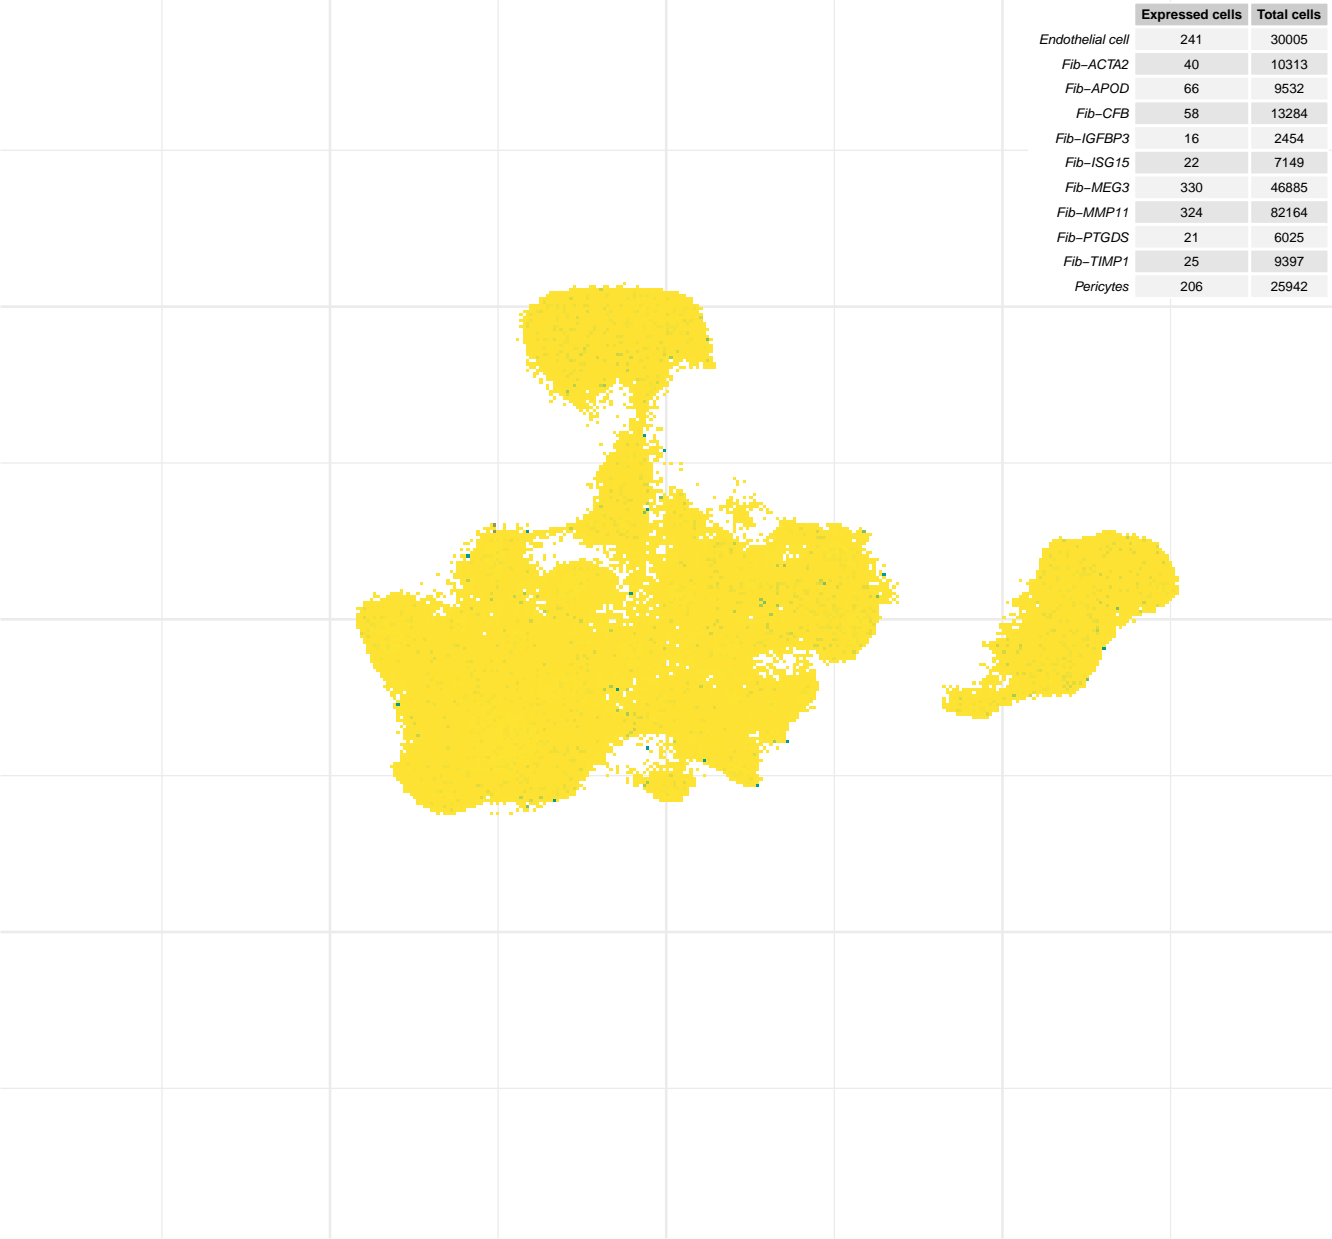 Expressed cells Total cells
Endothelial cell 241 30005
Fib−ACTA2 40 10313
Fib−APOD 66 9532
Fib−CFB 58 13284
Fib−IGFBP3 16 2454
Fib−ISG15 22 7149
Fib−MEG3 330 46885
Fib−MMP11 324 82164
Fib−PTGDS 21 6025
Fib−TIMP1 25 9397
Pericytes 206 25942